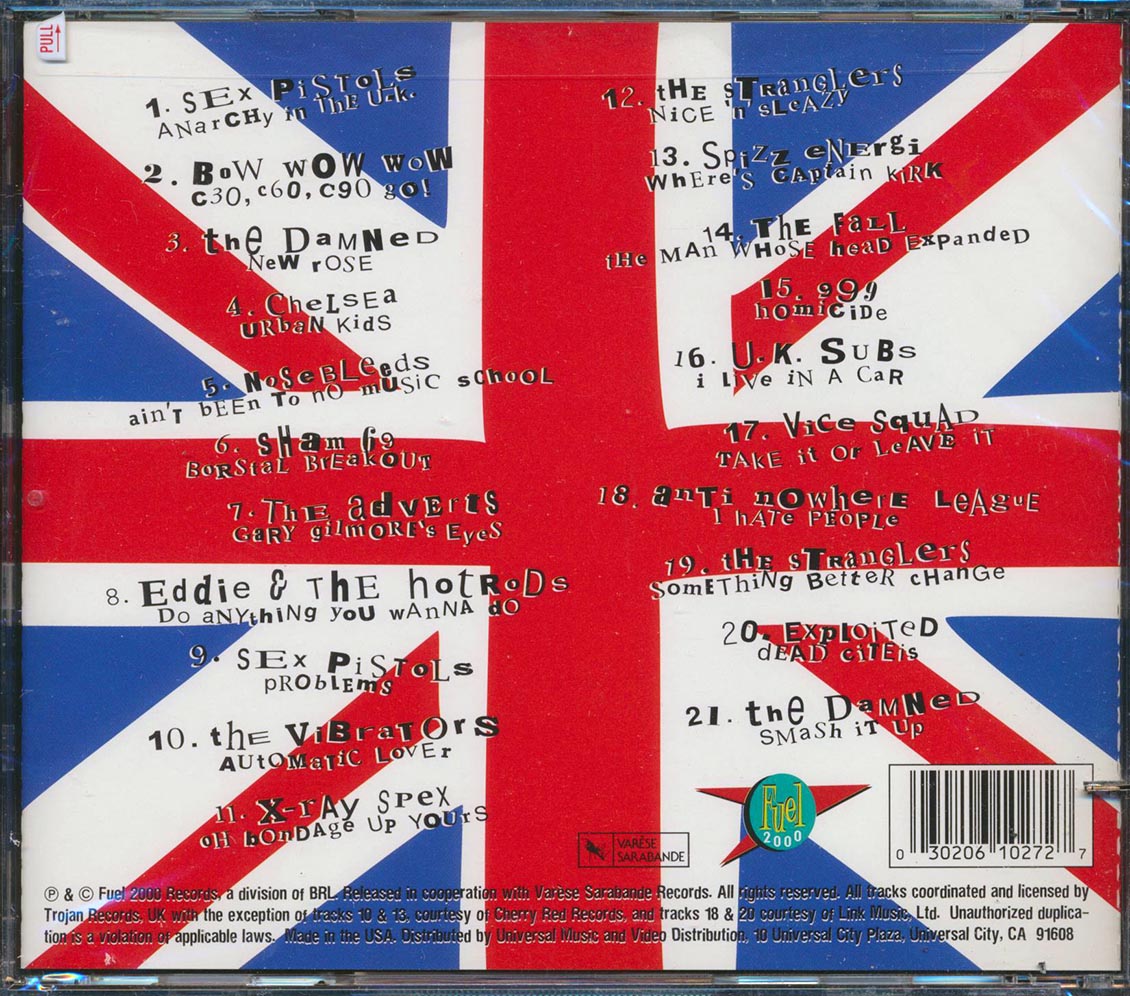 PULL
1. SEx PiSTOLS
ANarCHy in THE U.k.
2. BoW WOW WoW
C30, c60, c90 go!
3. thE DaMNeD
NeW rOSE
4. CHeLSEa
URBaN KidS
5. NoSeBLEeds
ain'T bEEN To nO mUSiC SCHooL
6. SHam 69
BoRStaL BrEakOUT
7. THE adVErtS
GaRY gilmORE's EyeS
8. Eddie & THE hotRoDs
Do aNYthiNg yoU wANNA dO
9. SEx PiSTOLs
pRObLEmS
10. thE ViBRaTOrS
AUtOMaTiC LOvEr
11. X-rAy SPEX
oH bONDAge UP YOUrS
12. tHE STRanGLErs
NiCE 'n' sLEAZy
13. SpiZZ eNErgi
WHErE'S CAptaiN KiRK
14. THE FaLL
tHE MAn WHOSE HeaD ExpandeD
15. 999
hOmiCiDe
16. U.K. SUBs
i LiVe iN A CaR
17. ViCe SquAD
TAKE iT Or LeAVE iT
18. anTi nOwHeRE LEAGuE
I hATE PEOPLe
19. tHE STRanGLErs
SOmETHiNg BeTTeR CHanGe
20. ExpLoiTeD
dEAD CiTEiS
21. thE DaMNeD
SMaSh iT Up
Fuel
2000
VARÈSE
SARABANDE
0 30206 10272 7
℗ & © Fuel 2000 Records, a division of BRL. Released in cooperation with Varèse Sarabande Records. All rights reserved. All tracks coordinated and licensed by
Trojan Records, UK with the exception of tracks 10 & 13, courtesy of Cherry Red Records, and tracks 18 & 20 courtesy of Link Music, Ltd. Unauthorized duplica-
tion is a violation of applicable laws. Made in the USA. Distributed by Universal Music and Video Distribution, 10 Universal City Plaza, Universal City, CA 91608